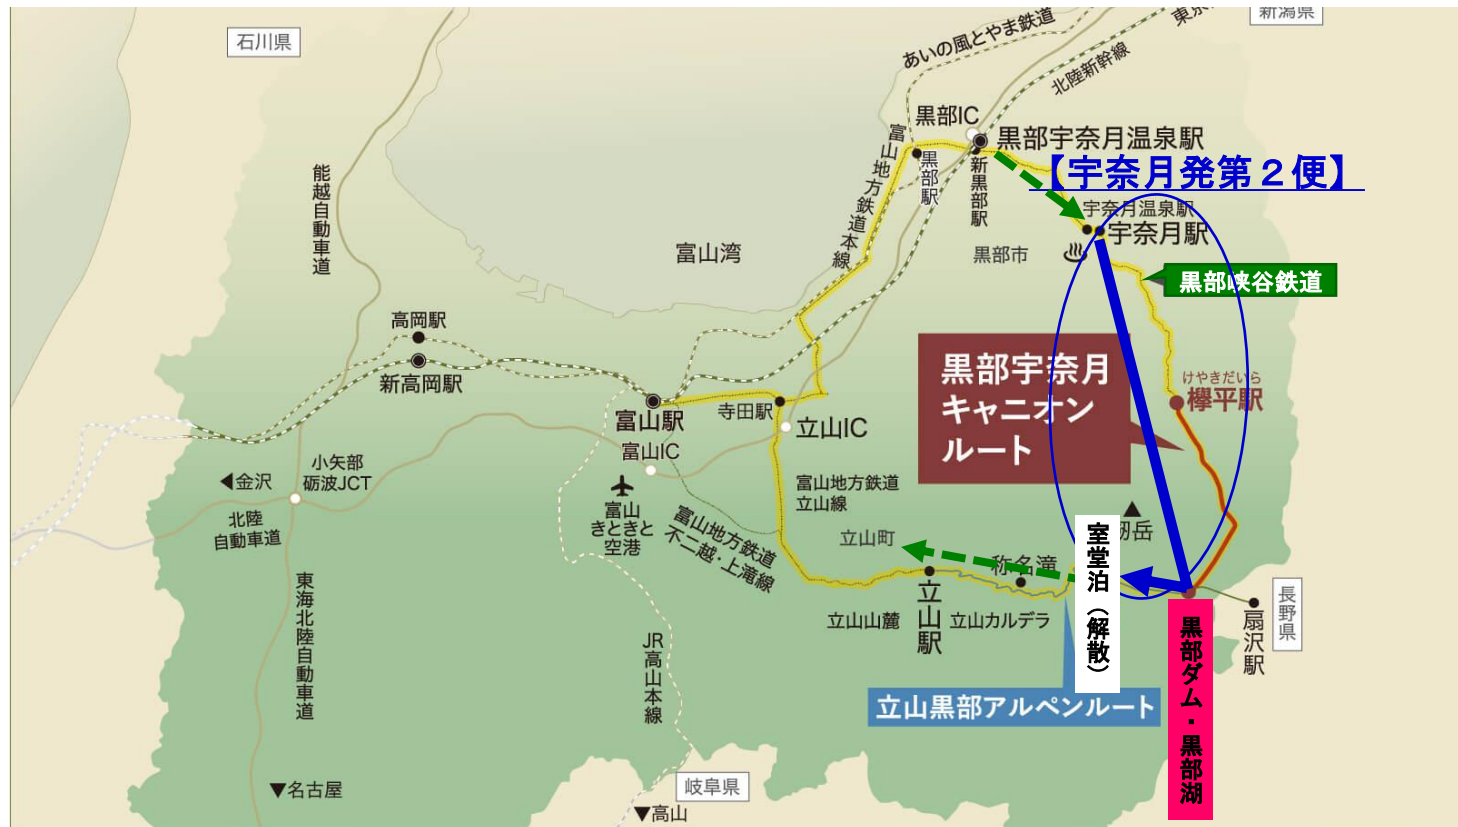 石川県
新潟県
東京
あいの風とやま鉄道
北陸新幹線
黒部IC
黒部宇奈月温泉駅
黒部駅
新黒部駅
富山地方鉄道本線
【宇奈月発第２便】
宇奈月温泉駅
宇奈月駅
黒部市
黒部峡谷鉄道
能越自動車道
富山湾
高岡駅
新高岡駅
富山駅
寺田駅
立山IC
富山IC
黒部宇奈月
キャニオン
ルート
けやきだいら
欅平駅
小矢部
砺波JCT
◀金沢
北陸
自動車道
富山
きときと
空港
富山地方鉄道
不二越・上滝線
富山地方鉄道
立山線
立山町
称名滝
剱岳
室堂泊（解散）
立山駅
立山山麓
立山カルデラ
扇沢駅
長野県
東海北陸自動車道
JR高山本線
立山黒部アルペンルート
黒部ダム・黒部湖
▼名古屋
岐阜県
▼高山